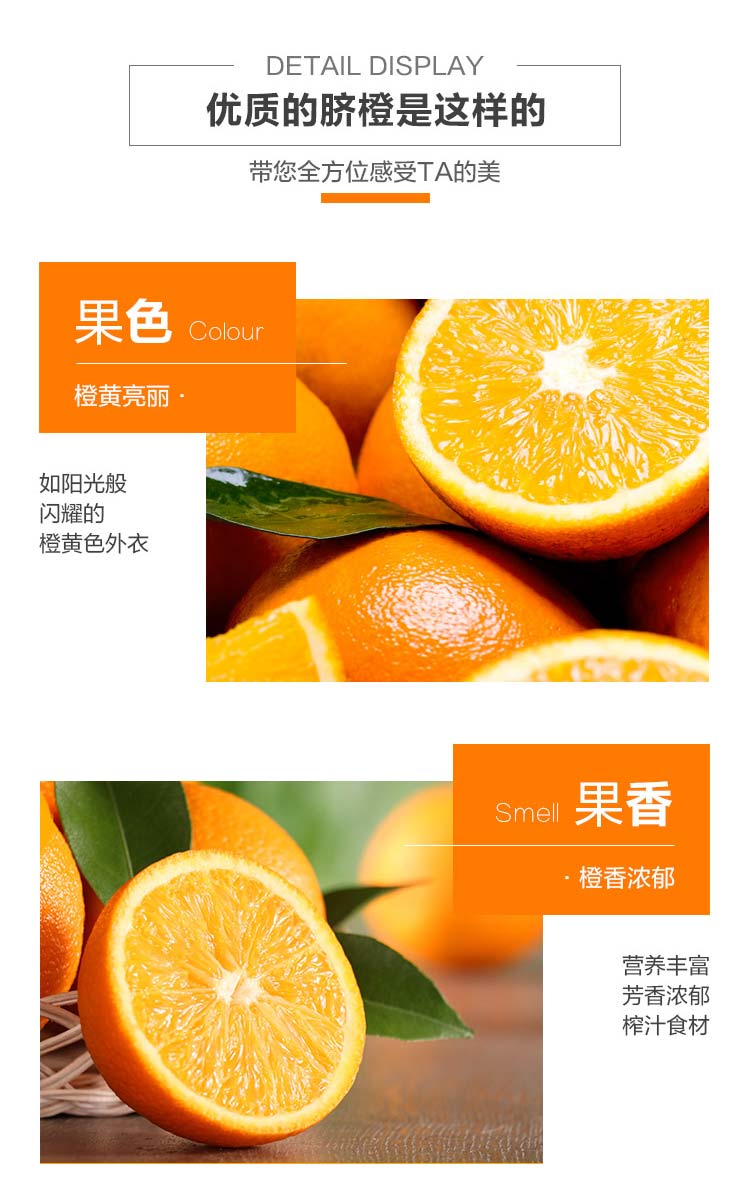 DETAIL DISPLAY
优质的脐橙是这样的
带您全方位感受TA的美
果色 Colour
橙黄亮丽 ·
如阳光般
闪耀的
橙黄色外衣
Smell 果香
· 橙香浓郁
营养丰富
芳香浓郁
榨汁食材